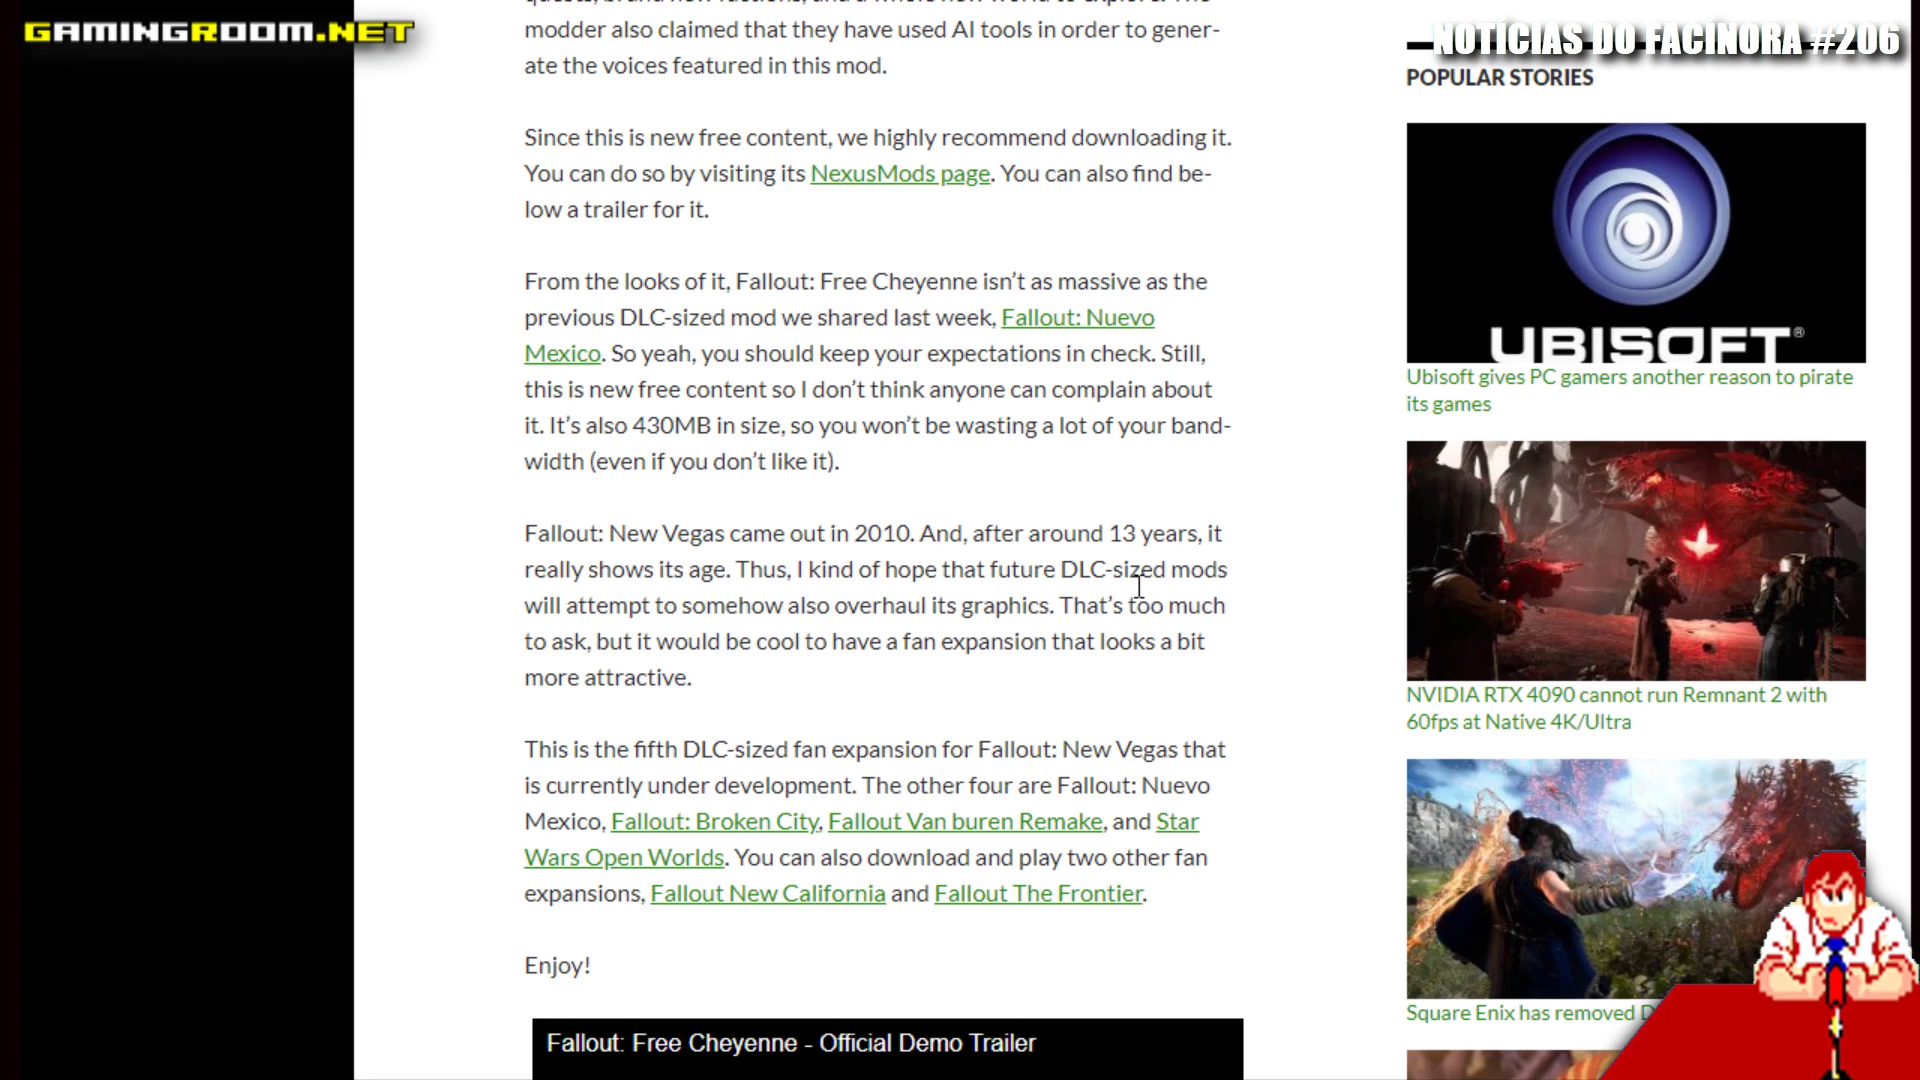 GAMINGROOM.NET
NOTÍCIAS DO FACÍNORA #206
modder also claimed that they have used AI tools in order to gener-
ate the voices featured in this mod.
Since this is new free content, we highly recommend downloading it.
You can do so by visiting its NexusMods page. You can also find be-
low a trailer for it.
From the looks of it, Fallout: Free Cheyenne isn't as massive as the
previous DLC-sized mod we shared last week, Fallout: Nuevo
Mexico. So yeah, you should keep your expectations in check. Still,
this is new free content so I don't think anyone can complain about
it. It's also 430MB in size, so you won't be wasting a lot of your band-
width (even if you don't like it).
Fallout: New Vegas came out in 2010. And, after around 13 years, it
really shows its age. Thus, I kind of hope that future DLC-sized mods
will attempt to somehow also overhaul its graphics. That's too much
to ask, but it would be cool to have a fan expansion that looks a bit
more attractive.
This is the fifth DLC-sized fan expansion for Fallout: New Vegas that
is currently under development. The other four are Fallout: Nuevo
Mexico, Fallout: Broken City, Fallout Van buren Remake, and Star
Wars Open Worlds. You can also download and play two other fan
expansions, Fallout New California and Fallout The Frontier.
Enjoy!
Fallout: Free Cheyenne - Official Demo Trailer
POPULAR STORIES
UBISOFT®
Ubisoft gives PC gamers another reason to pirate
its games
NVIDIA RTX 4090 cannot run Remnant 2 with
60fps at Native 4K/Ultra
Square Enix has removed